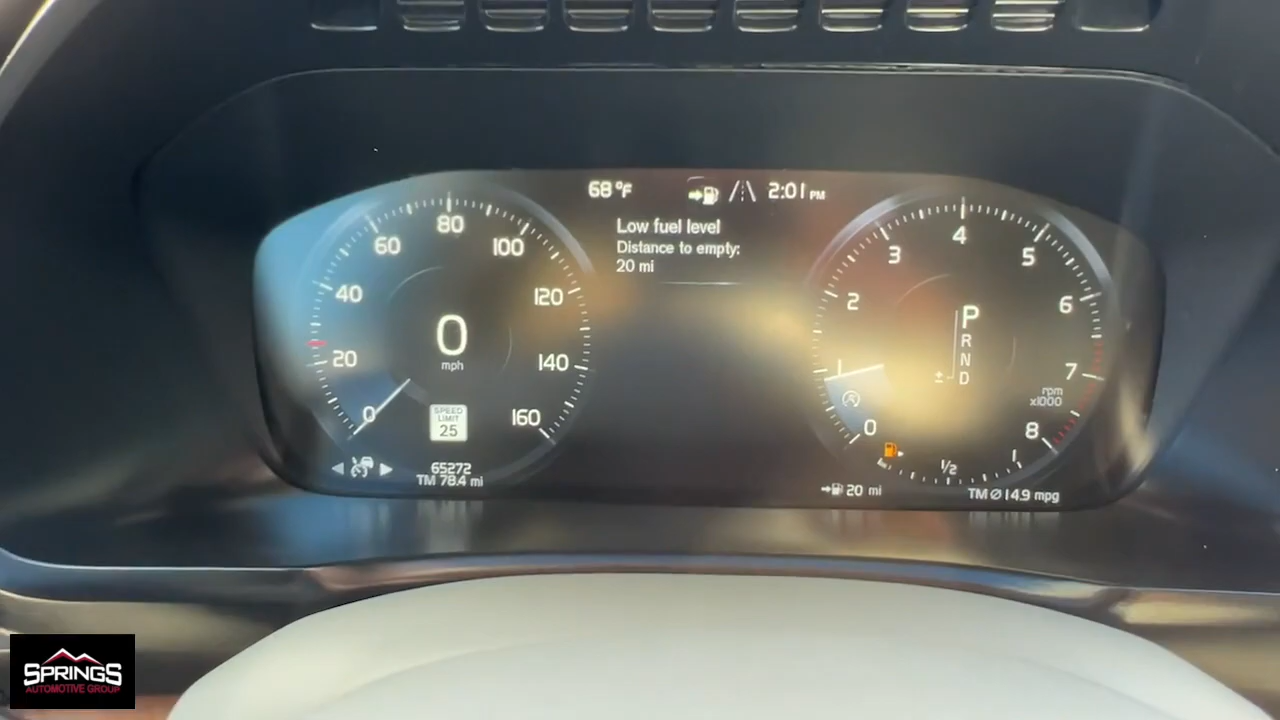 68 °F 2:01 PM
Low fuel level
Distance to empty:
20 mi
0 20 40 60 80 100 120 140 160
0
mph
SPEED
LIMIT
25
65272
TM 78.4 mi
0 1 2 3 4 5 6 7 8
P
R
N
D
±
rpm
x1000
1/2
1
20 mi
TM Ø 14.9 mpg
SPRINGS
AUTOMOTIVE GROUP